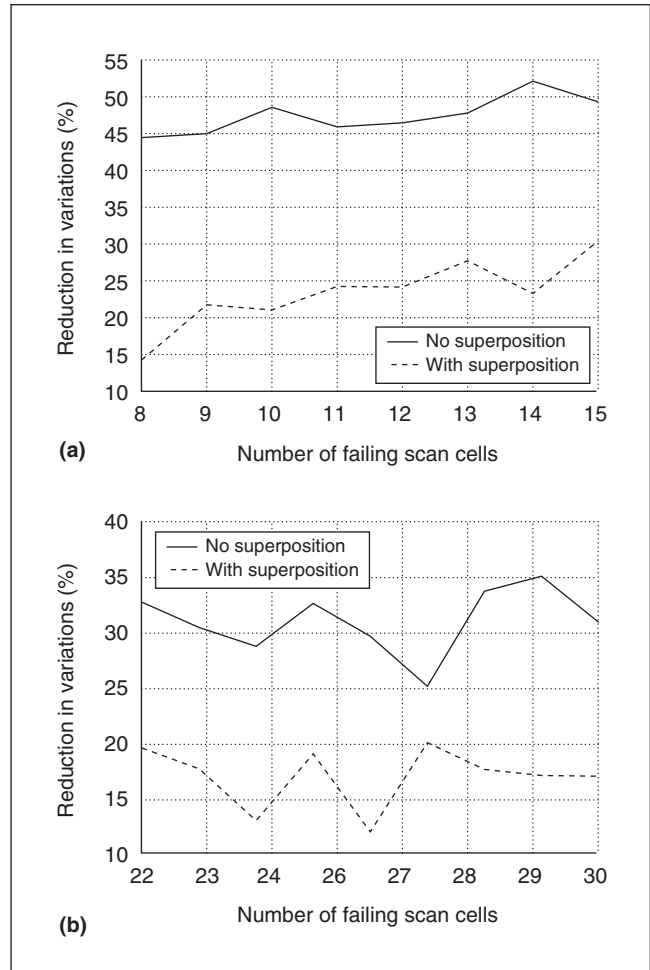 55
50
45
40
35
30
25
20
15
10
Reduction in variations (%)
No superposition
With superposition
8 9 10 11 12 13 14 15
(a)
Number of failing scan cells
40
35
30
25
20
15
10
Reduction in variations (%)
No superposition
With superposition
22 23 24 26 27 28 29 30
(b)
Number of failing scan cells